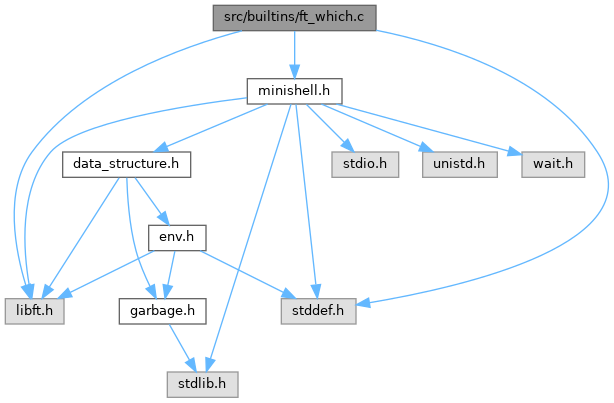 src/builtins/ft_which.c
minishell.h
data_structure.h
stdio.h
unistd.h
wait.h
env.h
libft.h
garbage.h
stddef.h
stdlib.h